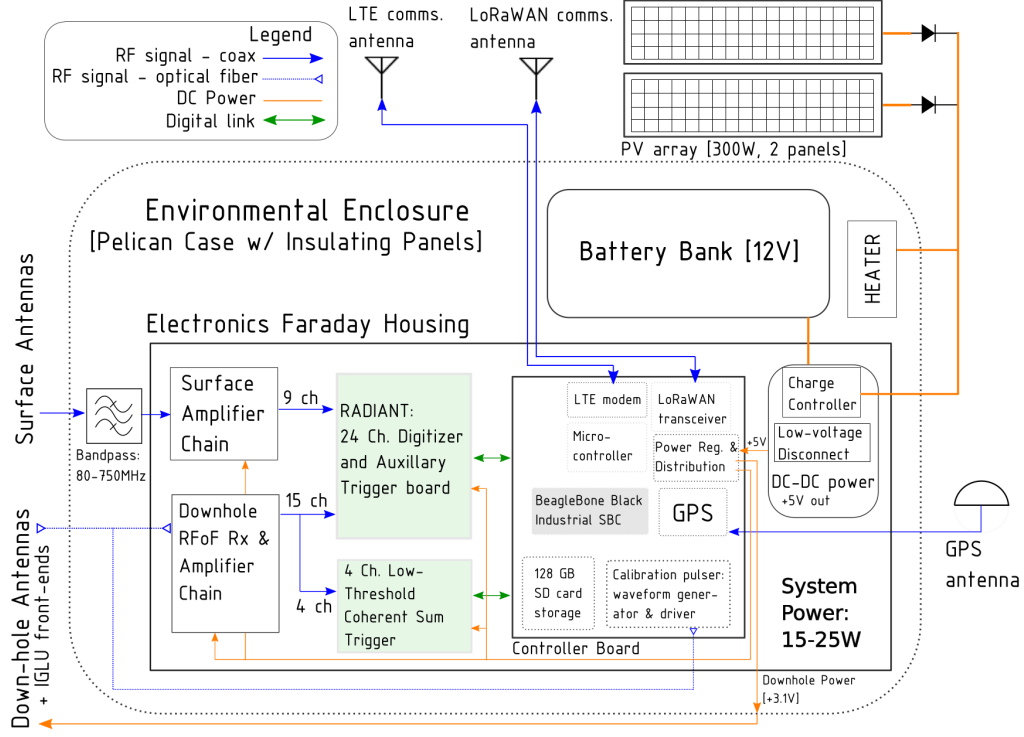 Legend
RF signal - coax
RF signal - optical fiber
DC Power
Digital link
LTE comms.
antenna
LoRaWAN comms.
antenna
PV array [300W, 2 panels]
Environmental Enclosure
[Pelican Case w/ Insulating Panels]
Battery Bank [12V]
HEATER
Electronics Faraday Housing
Surface Antennas
Bandpass:
80-750MHz
Surface
Amplifier
Chain
9 ch
RADIANT:
24 Ch. Digitizer
and Auxillary
Trigger board
Downhole
RFoF Rx &
Amplifier
Chain
15 ch
4 ch
4 Ch. Low-
Threshold
Coherent Sum
Trigger
LTE modem
LoRaWAN
transceiver
Micro-
controller
Power Reg. &
Distribution
+5V
BeagleBone Black
Industrial SBC
GPS
128 GB
SD card
storage
Calibration pulser:
waveform gener-
ator & driver
Controller Board
Charge
Controller
Low-voltage
Disconnect
DC-DC power
+5V out
GPS
antenna
System
Power:
15-25W
Downhole Power
[+3.1V]
Down-hole Antennas
+ IGLU front-ends